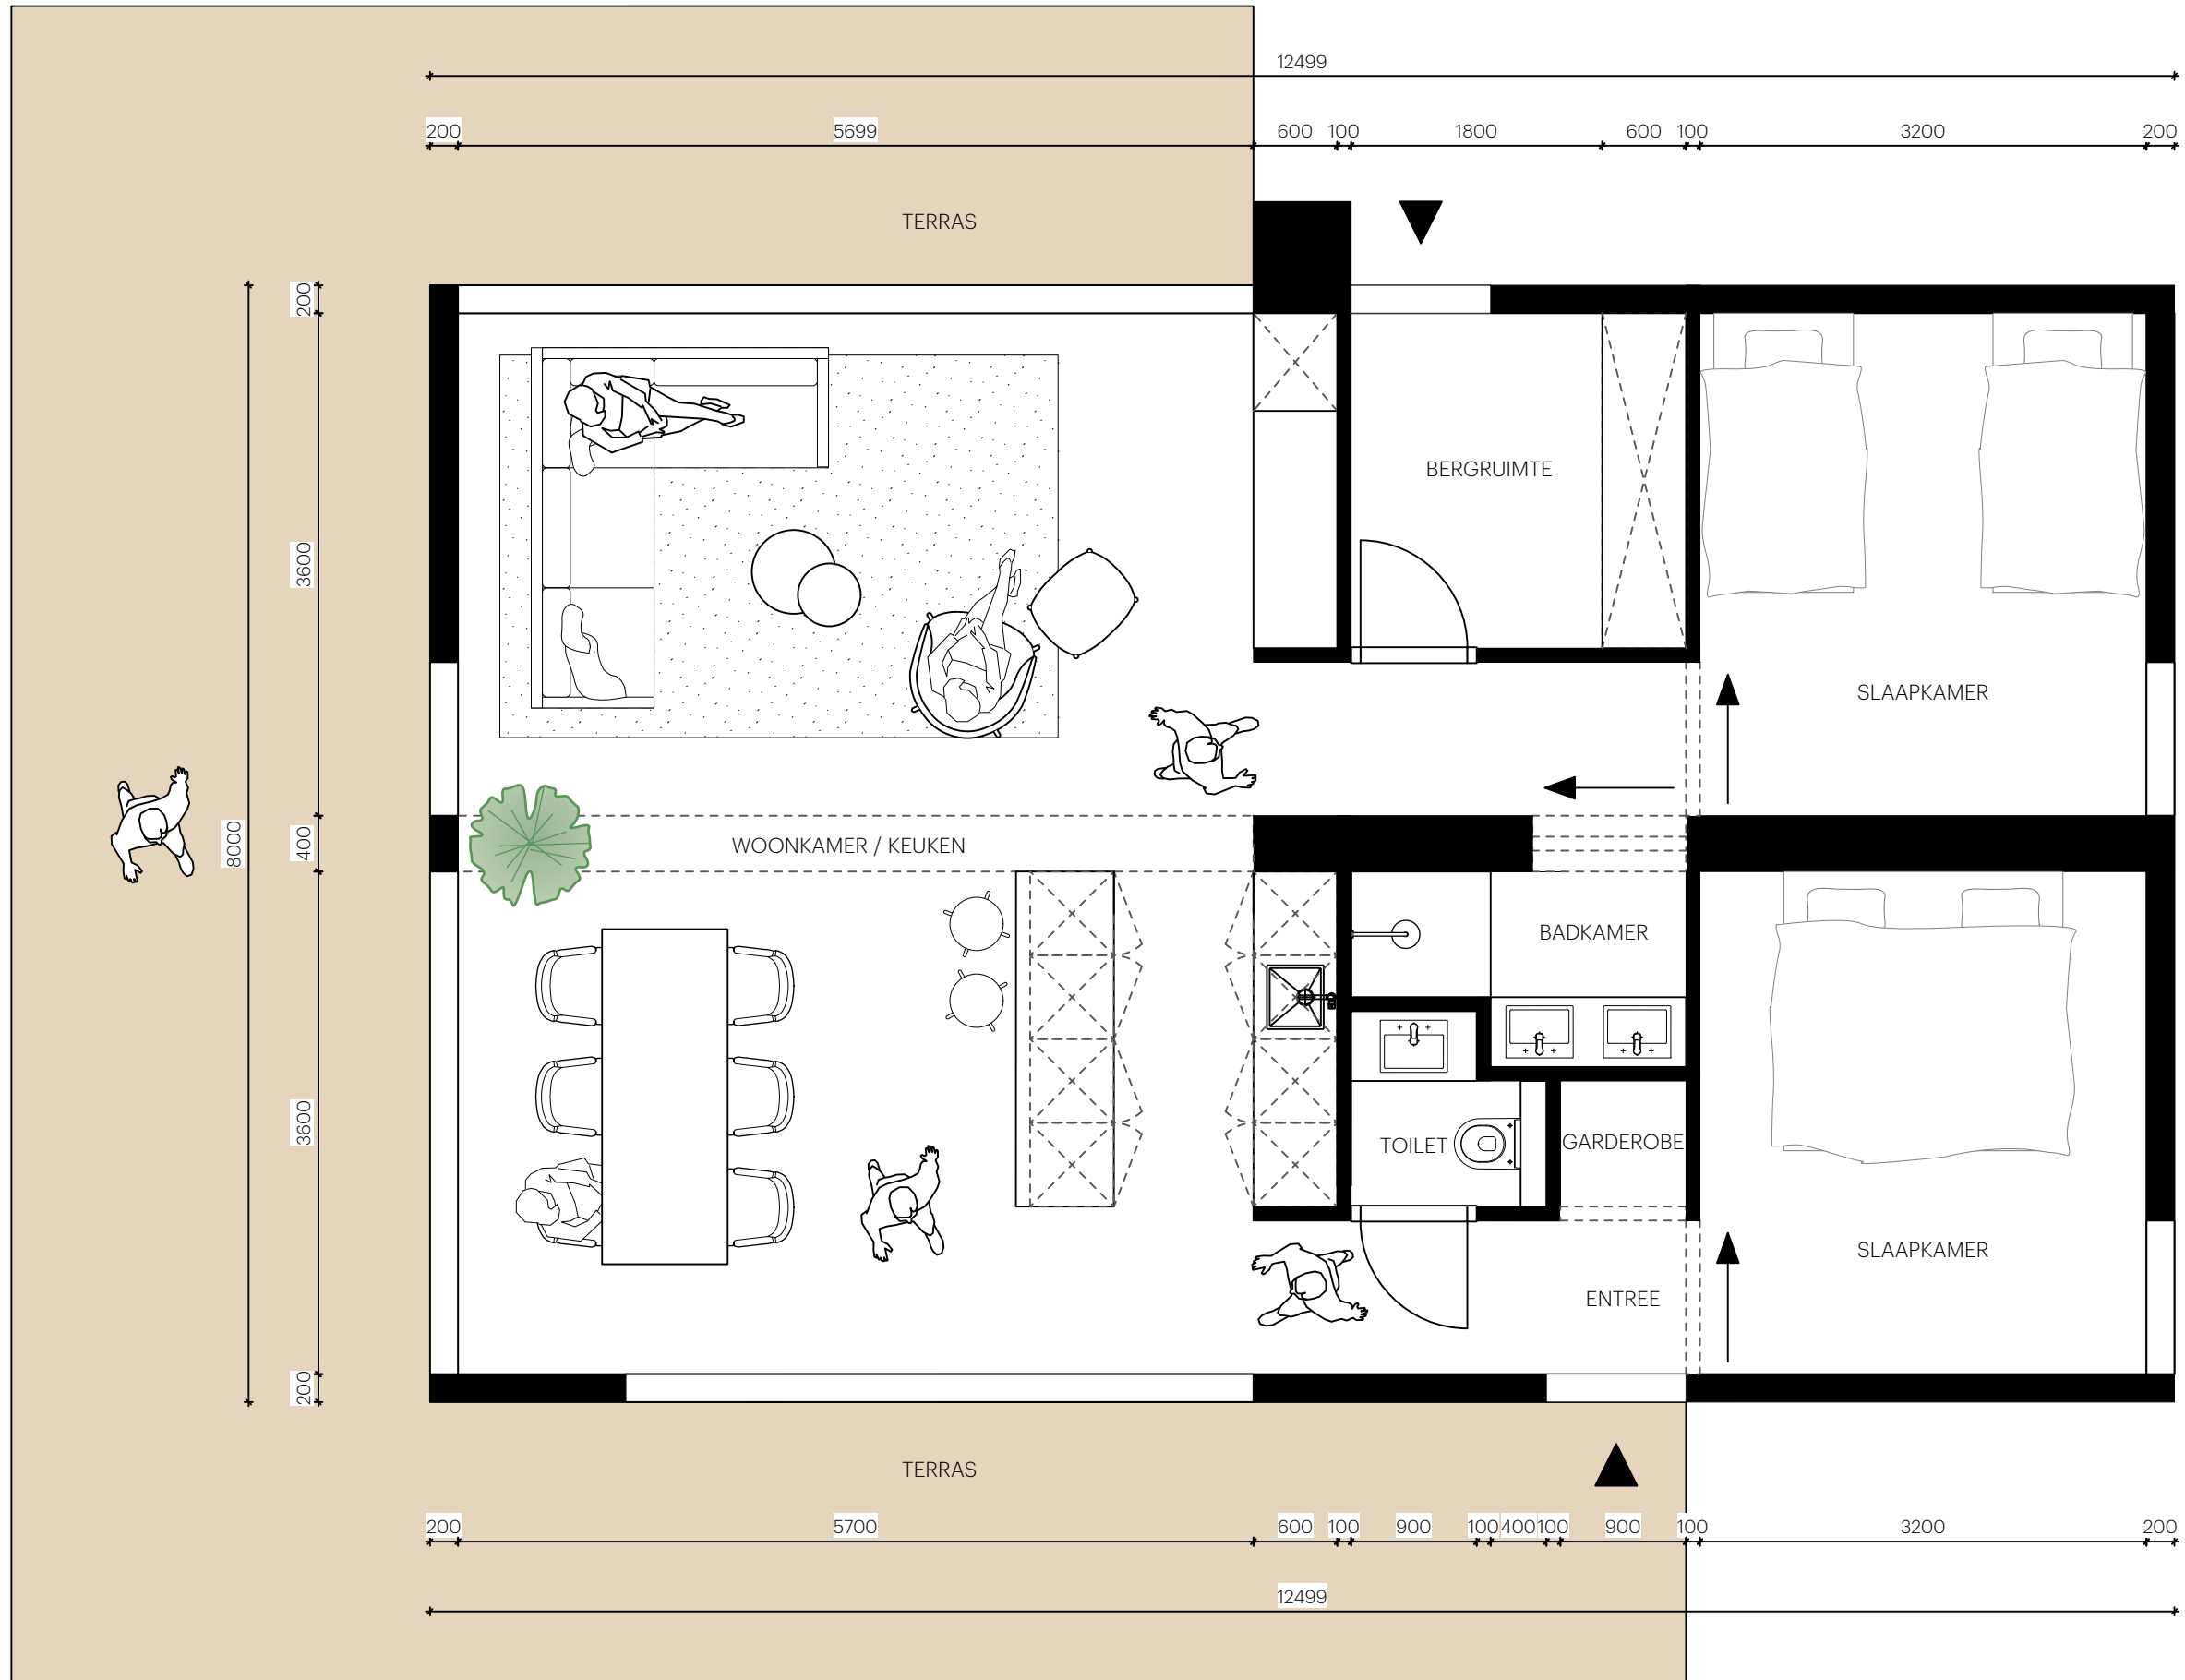 12499
200 5699 600 100 1800 600 100 3200 200
TERRAS
200
3600
400
3600
200
8000
BERGRUIMTE
SLAAPKAMER
WOONKAMER / KEUKEN
BADKAMER
TOILET
GARDEROBE
SLAAPKAMER
ENTREE
TERRAS
200 5700 600 100 900 100 400 100 900 100 3200 200
12499